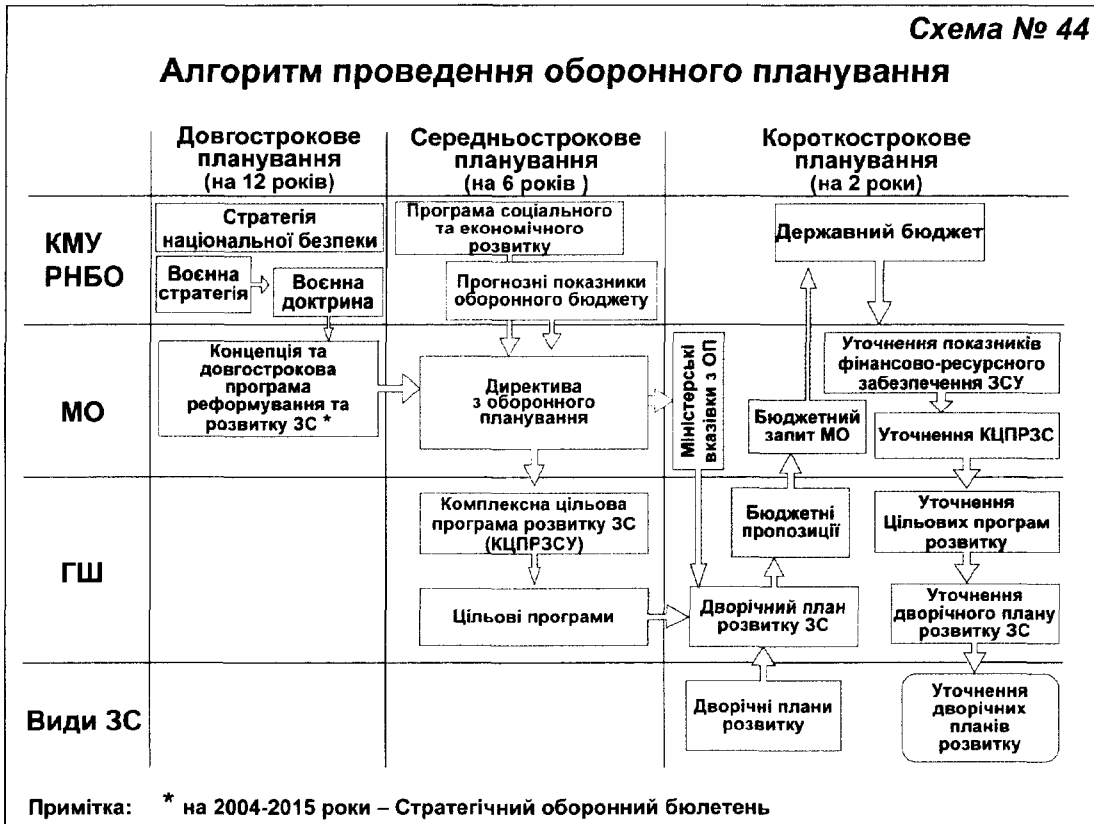 Схема № 44
Алгоритм проведення оборонного планування
Довгострокове
планування
(на 12 років)
Середньострокове
планування
(на 6 років )
Короткострокове
планування
(на 2 роки)
КМУ
РНБО
Стратегія
національної безпеки
Воєнна
стратегія
Воєнна
доктрина
Програма соціального
та економічного
розвитку
Прогнозні показники
оборонного бюджету
Державний бюджет
МО
Концепція та
довгострокова
програма
реформування та
розвитку ЗС *
Директива
з оборонного
планування
Міністерські
вказівки з ОП
Бюджетний
запит МО
Уточнення показників
фінансово-ресурсного
забезпечення ЗСУ
Уточнення КЦПРЗС
ГШ
Комплексна цільова
програма розвитку ЗС
(КЦПРЗСУ)
Цільові програми
Бюджетні
пропозиції
Дворічний план
розвитку ЗС
Уточнення
Цільових програм
розвитку
Уточнення
дворічного плану
розвитку ЗС
Види ЗС
Дворічні плани
розвитку
Уточнення
дворічних
планів
розвитку
Примітка: * на 2004-2015 роки – Стратегічний оборонний бюлетень